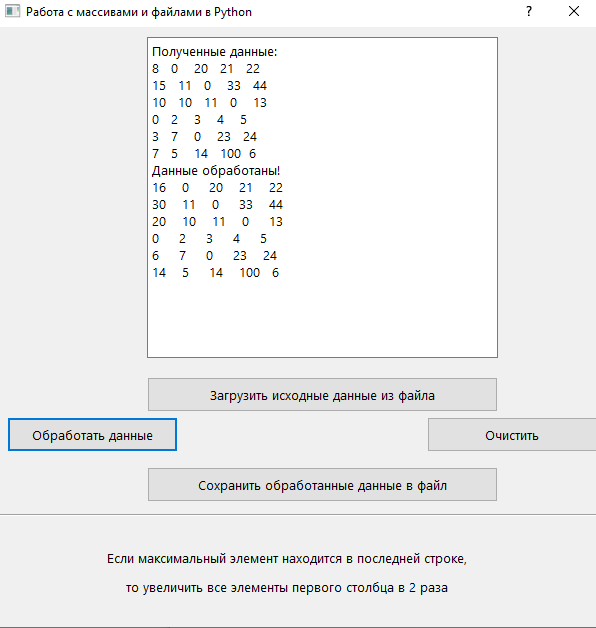 Работа с массивами и файлами в Python
?
Полученные данные:
8 0 20 21 22
15 11 0 33 44
10 10 11 0 13
0 2 3 4 5
3 7 0 23 24
7 5 14 100 6
Данные обработаны!
16 0 20 21 22
30 11 0 33 44
20 10 11 0 13
0 2 3 4 5
6 7 0 23 24
14 5 14 100 6
Загрузить исходные данные из файла
Обработать данные
Очистить
Сохранить обработанные данные в файл
Если максимальный элемент находится в последней строке,
то увеличить все элементы первого столбца в 2 раза